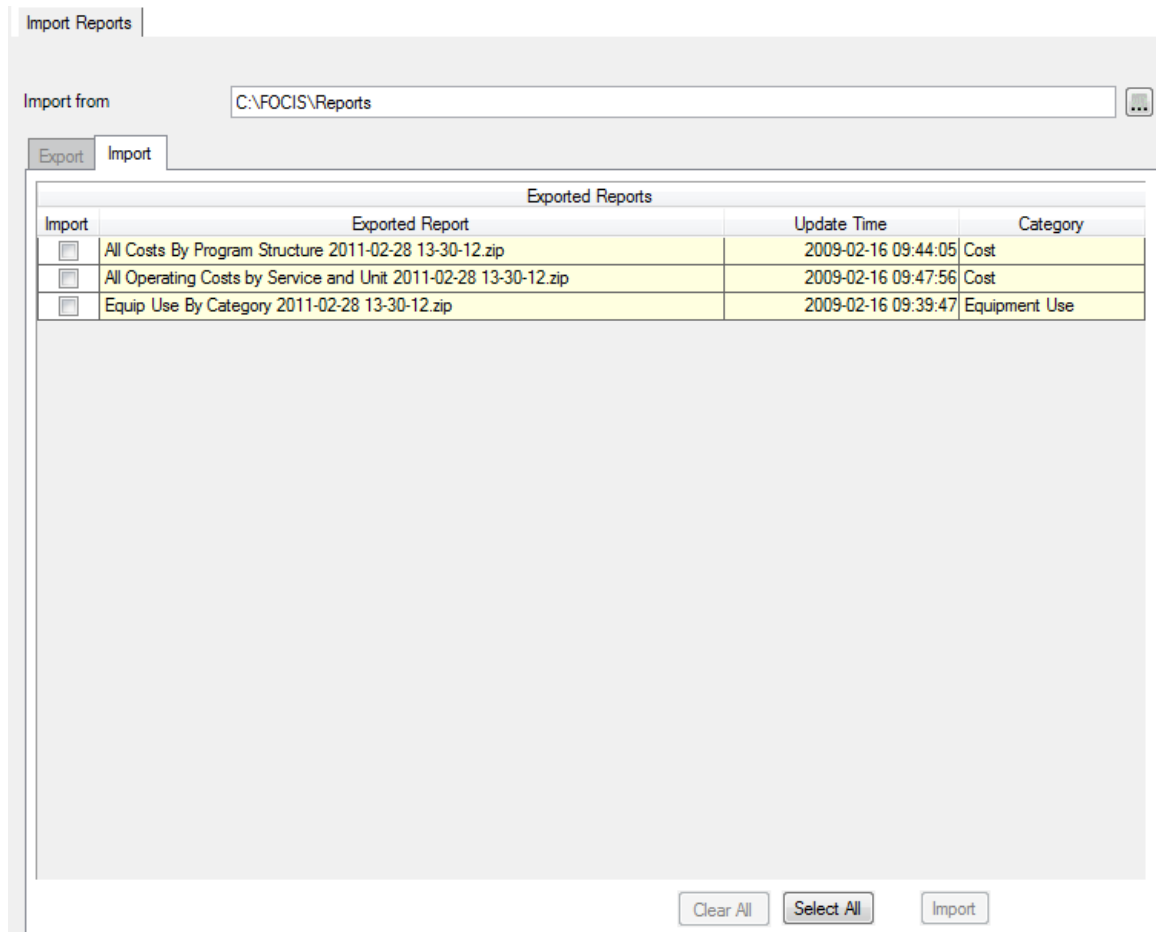 Import Reports
Import from C:\FOCIS\Reports ...
Export Import
Exported Reports
Import Exported Report Update Time Category
All Costs By Program Structure 2011-02-28 13-30-12.zip 2009-02-16 09:44:05 Cost
All Operating Costs by Service and Unit 2011-02-28 13-30-12.zip 2009-02-16 09:47:56 Cost
Equip Use By Category 2011-02-28 13-30-12.zip 2009-02-16 09:39:47 Equipment Use
Clear All Select All Import